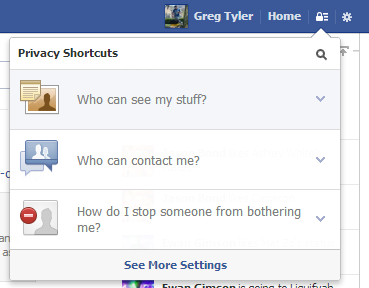 Greg Tyler Home
Privacy Shortcuts
Who can see my stuff?
Who can contact me?
How do I stop someone from bothering
me?
See More Settings
Ewan Gimson is going to Liquifyah